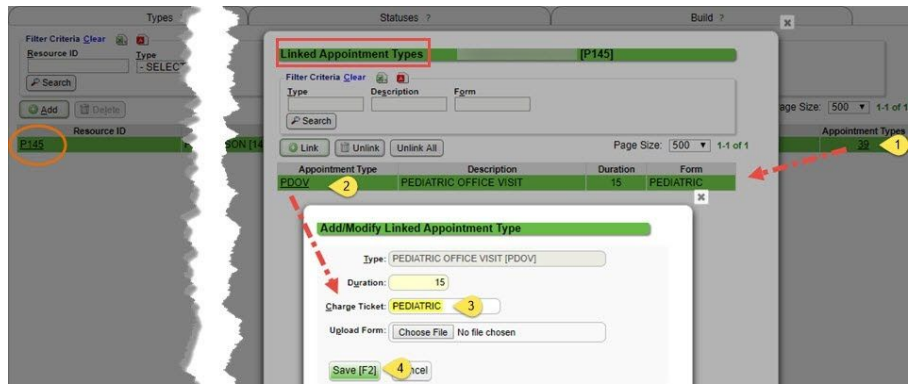 Types
Statuses ?
Build ?
Filter Criteria Clear
Resource ID
Type
- SELECT
Search
Add
Delete
Page Size: 500 1-1 of 1
Resource ID
Appointment Types
P145
39
1
Linked Appointment Types
[P145]
Filter Criteria Clear
Type
Description
Form
Search
Link
Unlink
Unlink All
Page Size: 500 1-1 of 1
Appointment Type
Description
Duration
Form
PDOV
2
PEDIATRIC OFFICE VISIT
15
PEDIATRIC
Add/Modify Linked Appointment Type
Type: PEDIATRIC OFFICE VISIT [PDOV]
Duration: 15
Charge Ticket: PEDIATRIC
3
Upload Form: Choose File No file chosen
Save [F2]
4
ncel